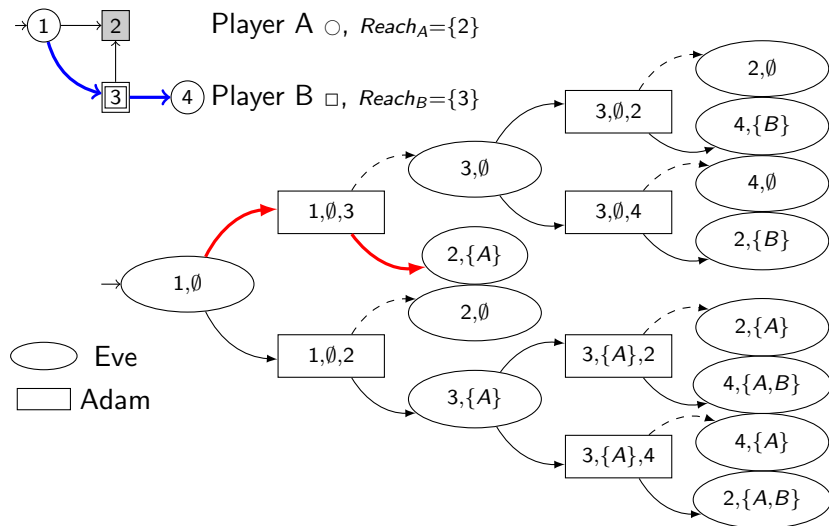 1
2
Player A ○, Reach_A={2}
3
4
Player B □, Reach_B={3}
2,∅
3,∅,2
4,{B}
3,∅
4,∅
1,∅,3
3,∅,4
2,{B}
2,{A}
1,∅
2,∅
2,{A}
1,∅,2
3,{A},2
Eve
4,{A,B}
Adam
3,{A}
4,{A}
3,{A},4
2,{A,B}